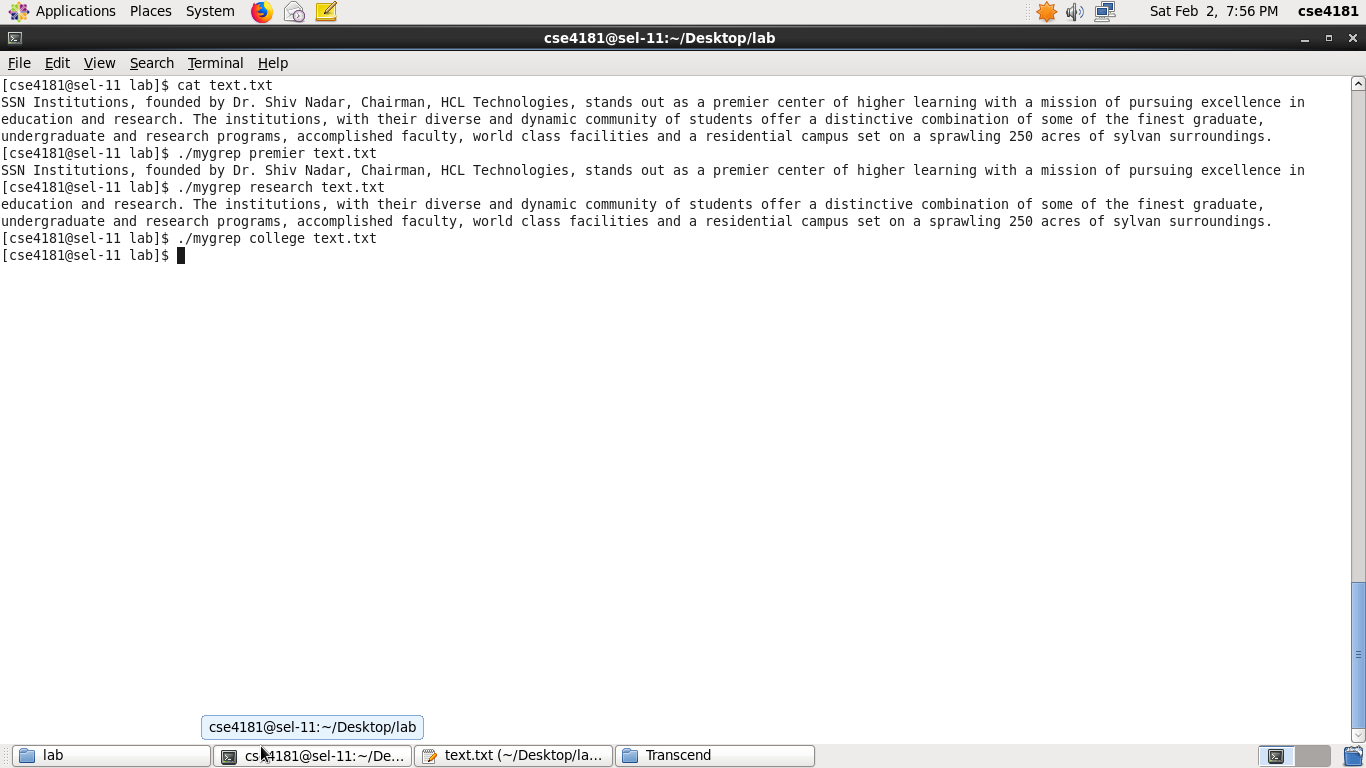 Applications Places System Sat Feb 2, 7:56 PM cse4181
cse4181@sel-11:~/Desktop/lab
File Edit View Search Terminal Help
[cse4181@sel-11 lab]$ cat text.txt
SSN Institutions, founded by Dr. Shiv Nadar, Chairman, HCL Technologies, stands out as a premier center of higher learning with a mission of pursuing excellence in
education and research. The institutions, with their diverse and dynamic community of students offer a distinctive combination of some of the finest graduate,
undergraduate and research programs, accomplished faculty, world class facilities and a residential campus set on a sprawling 250 acres of sylvan surroundings.
[cse4181@sel-11 lab]$ ./mygrep premier text.txt
SSN Institutions, founded by Dr. Shiv Nadar, Chairman, HCL Technologies, stands out as a premier center of higher learning with a mission of pursuing excellence in
[cse4181@sel-11 lab]$ ./mygrep research text.txt
education and research. The institutions, with their diverse and dynamic community of students offer a distinctive combination of some of the finest graduate,
undergraduate and research programs, accomplished faculty, world class facilities and a residential campus set on a sprawling 250 acres of sylvan surroundings.
[cse4181@sel-11 lab]$ ./mygrep college text.txt
[cse4181@sel-11 lab]$
cse4181@sel-11:~/Desktop/lab
lab cse4181@sel-11:~/De... text.txt (~/Desktop/la... Transcend